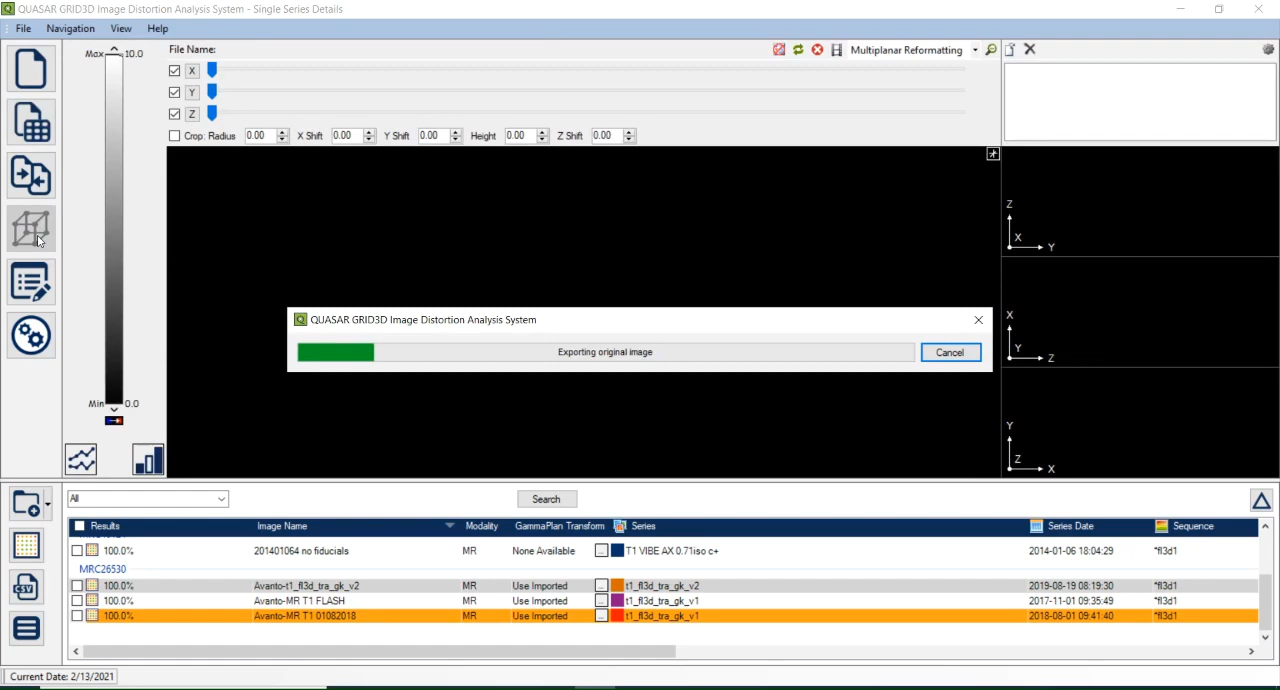 QUASAR GRID3D Image Distortion Analysis System - Single Series Details
File Navigation View Help
Max 10.0
File Name:
Multiplanar Reformatting
X
Y
Z
Crop: Radius 0.00 X Shift 0.00 Y Shift 0.00 Height 0.00 Z Shift 0.00
Z
X
Y
QUASAR GRID3D Image Distortion Analysis System
Exporting original image Cancel
X
Y
Z
Min 0.0
Y
Z
X
All Search
Results Image Name Modality GammaPlan Transform Series Series Date Sequence
100.0% 201401064 no fiducials MR None Available ... T1 VIBE AX 0.71iso c+ 2014-01-06 18:04:29 *fl3d1
MRC26530
100.0% Avanto-t1_fl3d_tra_gk_v2 MR Use Imported ... t1_fl3d_tra_gk_v2 2019-08-19 08:19:30 *fl3d1
100.0% Avanto-MR T1 FLASH MR Use Imported ... t1_fl3d_tra_gk_v1 2017-11-01 09:35:49 *fl3d1
100.0% Avanto-MR T1 01082018 MR Use Imported ... t1_fl3d_tra_gk_v1 2018-08-01 09:41:40 *fl3d1
CSV
Current Date: 2/13/2021